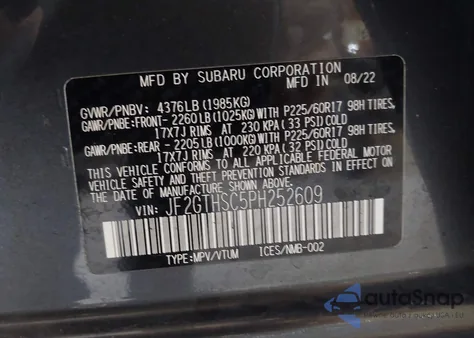 MFD BY SUBARU CORPORATION
MFD IN 08/22
GVWR/PNBV: 4376LB (1985KG)
GAWR/PNBE:FRONT- 2260LB (1025KG)WITH P225/60R17 98H TIRES,
17X7J RIMS AT 230 KPA (33 PSI) COLD
GAWR/PNBE:REAR - 2205LB (1000KG)WITH P225/60R17 98H TIRES,
17X7J RIMS AT 220 KPA (32 PSI) COLD
THIS VEHICLE CONFORMS TO ALL APPLICABLE FEDERAL MOTOR
VEHICLE SAFETY, BUMPER, AND THEFT PREVENTION STANDARDS
IN EFFECT ON THE DATE OF MANUFACTURE SHOWN ABOVE.
VIN: JF2GTHSC5PH252609
TYPE:MPV/VTUM ICES/NMB-002
autoSnap